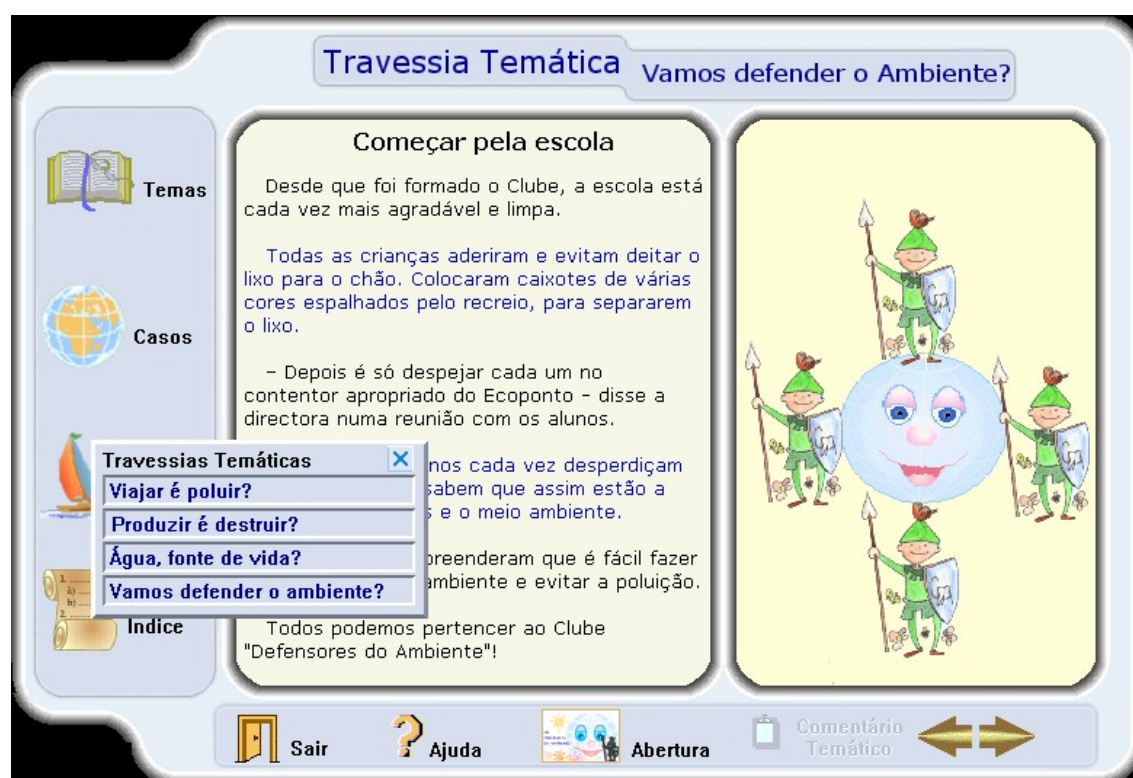 Travessia Temática
Vamos defender o Ambiente?
Temas
Casos
Indice
Começar pela escola
Desde que foi formado o Clube, a escola está
cada vez mais agradável e limpa.
Todas as crianças aderiram e evitam deitar o
lixo para o chão. Colocaram caixotes de várias
cores espalhados pelo recreio, para separarem
o lixo.
– Depois é só despejar cada um no
contentor apropriado do Ecoponto – disse a
directora numa reunião com os alunos.
nos cada vez desperdiçam
sabem que assim estão a
e o meio ambiente.
preenderam que é fácil fazer
ambiente e evitar a poluição.
Todos podemos pertencer ao Clube
"Defensores do Ambiente"!
Travessias Temáticas
Viajar é poluir?
Produzir é destruir?
Água, fonte de vida?
Vamos defender o ambiente?
Sair
Ajuda
Abertura
Comentário
Temático